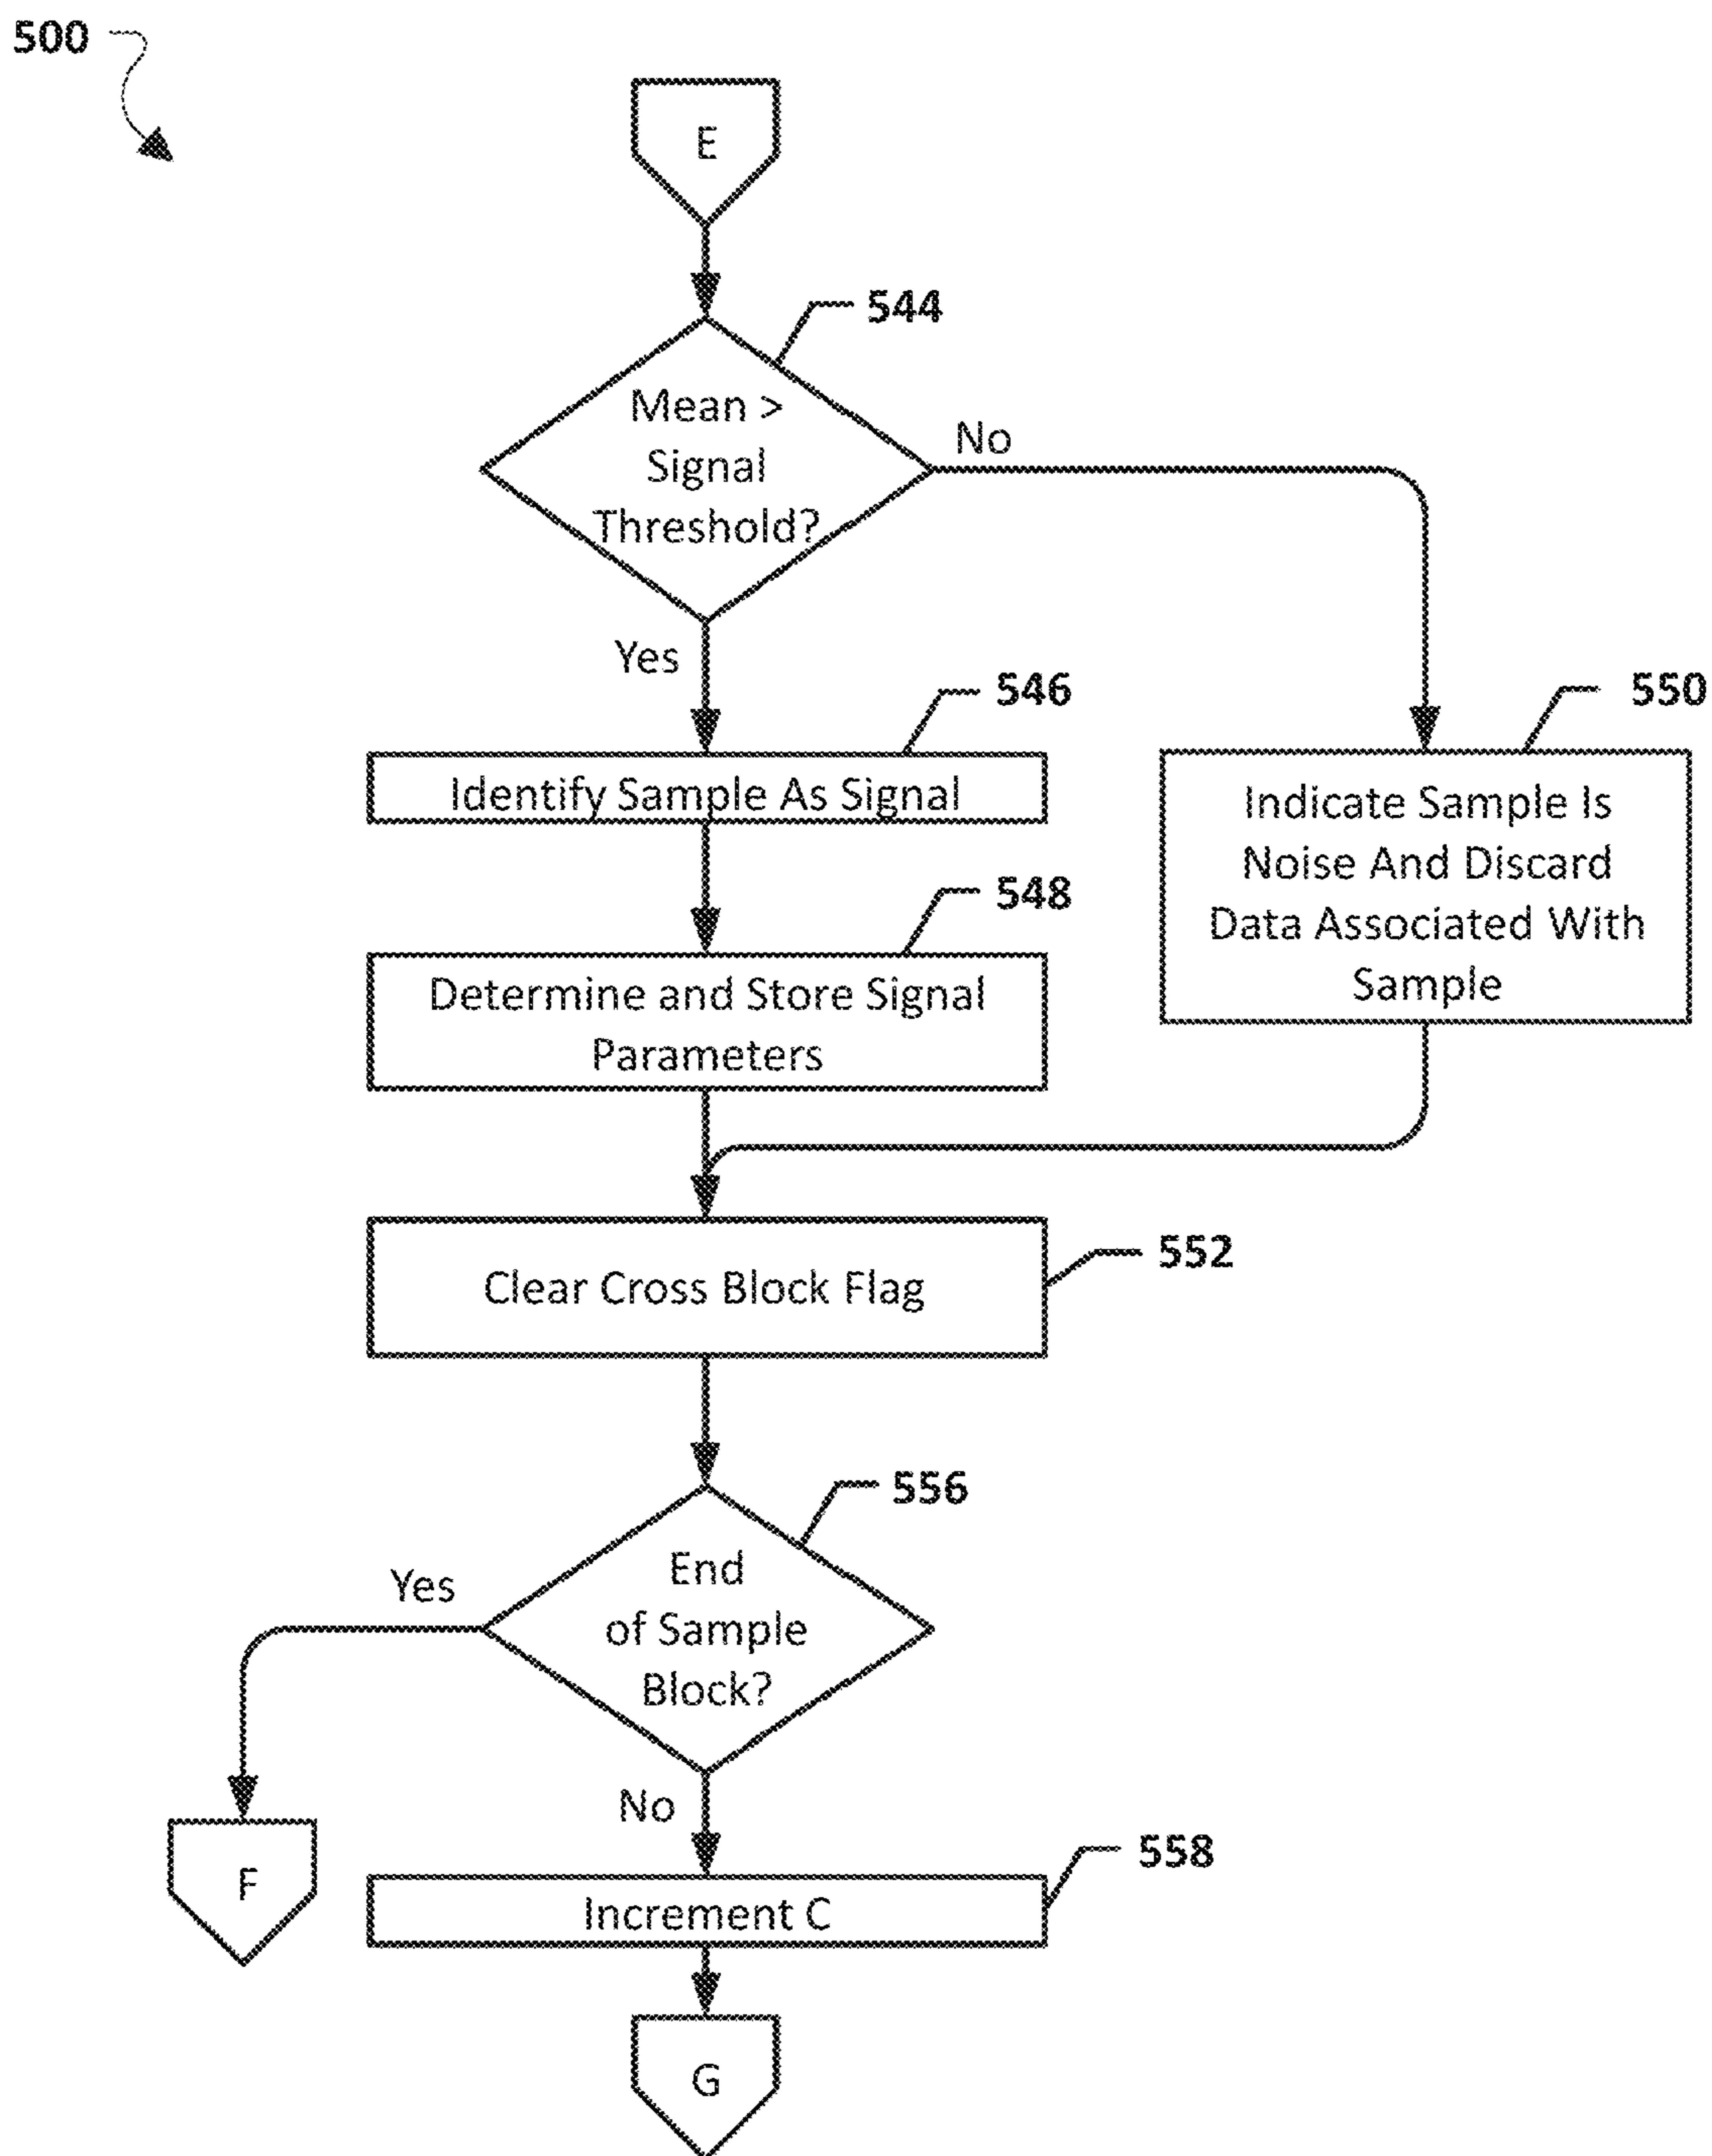 500
E
544
Mean >
Signal
Threshold?
No
Yes
546
550
Identify Sample As Signal
Indicate Sample Is
Noise And Discard
Data Associated With
Sample
548
Determine and Store Signal
Parameters
552
Clear Cross Block Flag
556
End
of Sample
Block?
Yes
No
F
558
Increment C
G